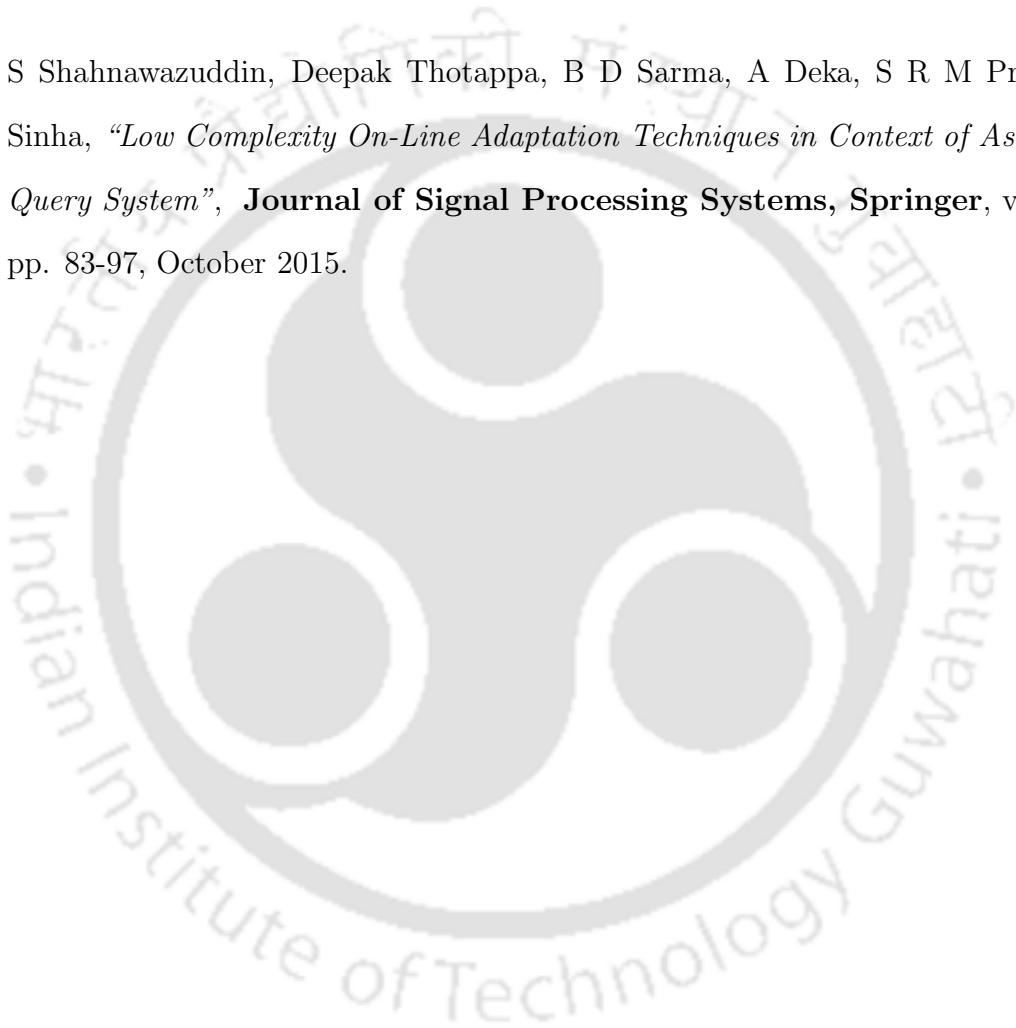 S Shahnawazuddin, Deepak Thotappa, B D Sarma, A Deka, S R M
Sinha, “Low Complexity On-Line Adaptation Techniques in Context of
Query System”, Journal of Signal Processing Systems, Springer,
pp. 83-97, October 2015.
भारतीय प्रौद्योगिकी संस्थान गुवाहाटी
Indian Institute of Technology Guwahati